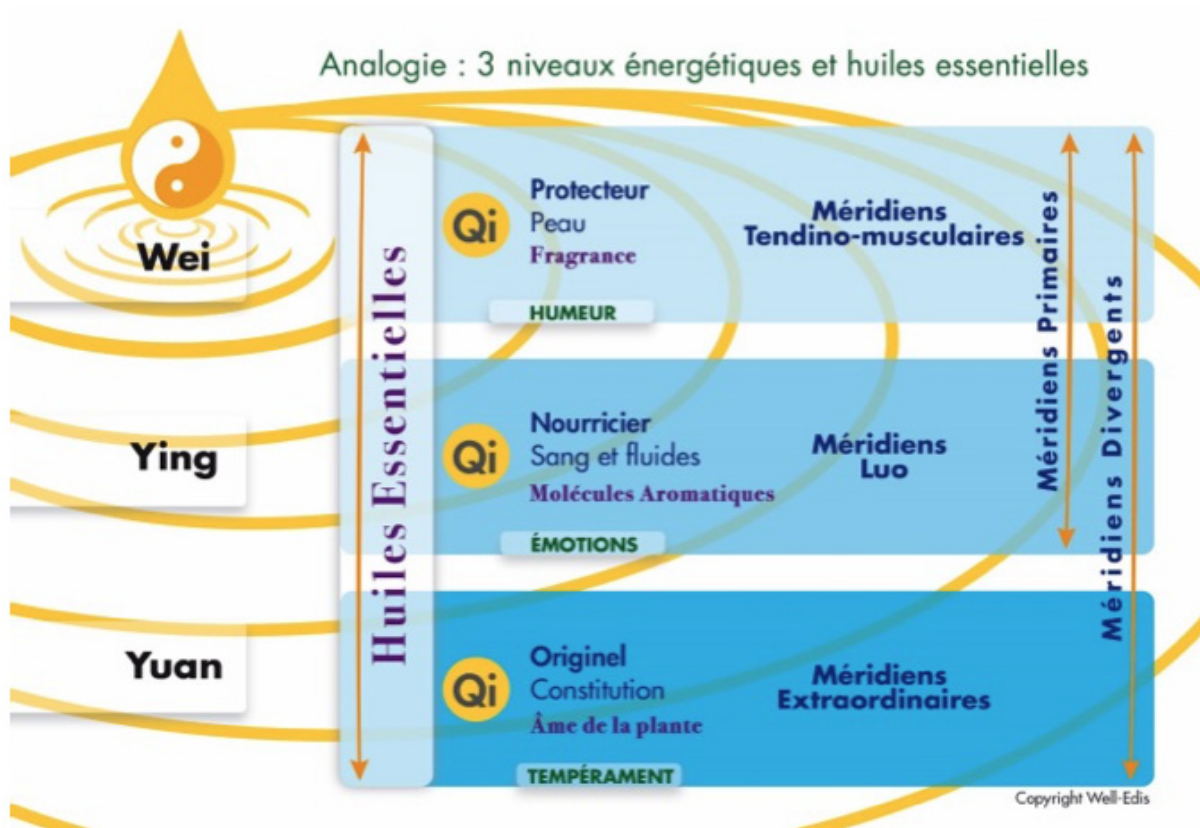 Analogie : 3 niveaux énergétiques et huiles essentielles
Huiles Essentielles
Wei
Qi
Protecteur
Peau
Fragrance
HUMEUR
Méridiens
Tendino-musculaires
Ying
Qi
Nourricier
Sang et fluides
Molécules Aromatiques
ÉMOTIONS
Méridiens
Luo
Yuan
Qi
Originel
Constitution
Âme de la plante
TEMPÉRAMENT
Méridiens
Extraordinaires
Méridiens Primaires
Méridiens Divergents
Copyright Well-Edis